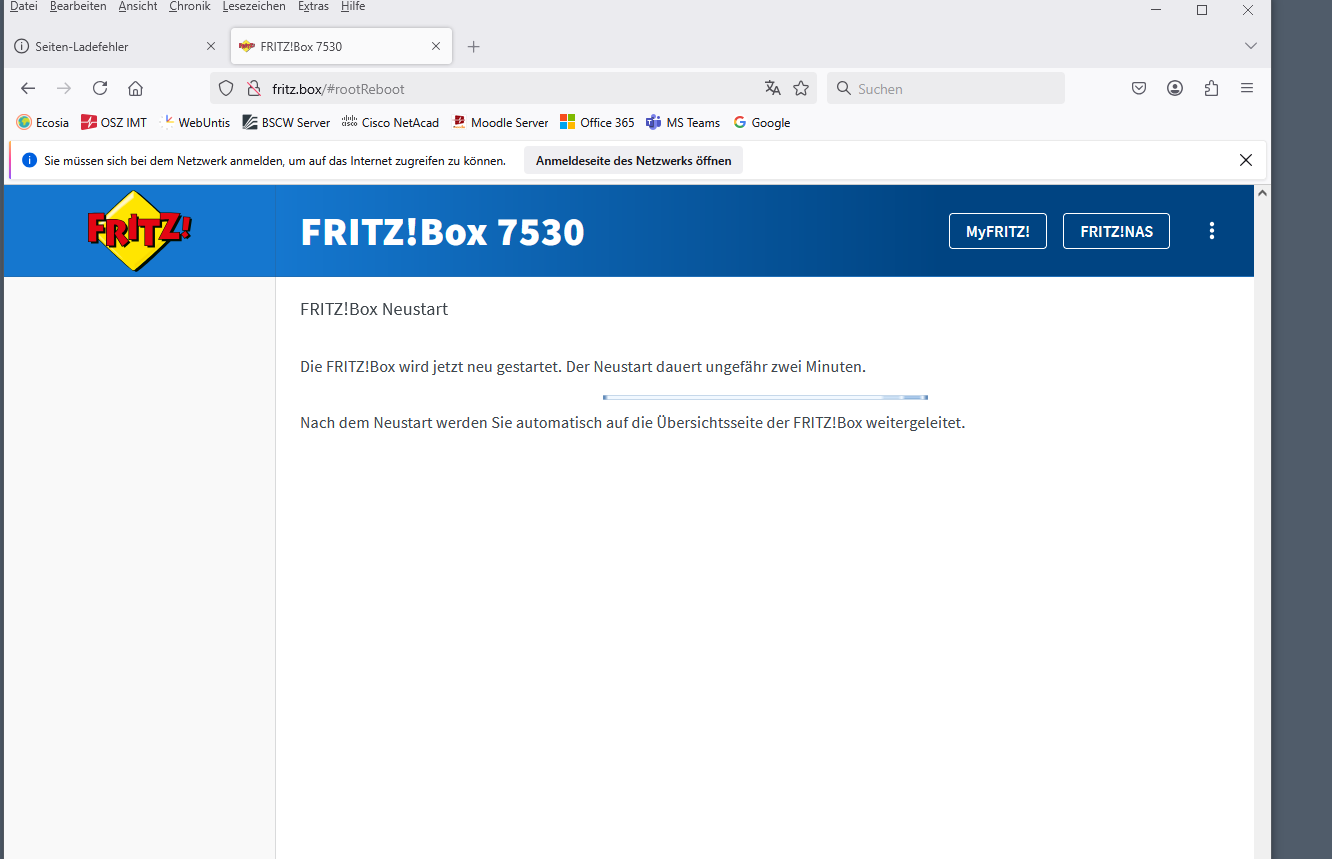 Datei Bearbeiten Ansicht Chronik Lesezeichen Extras Hilfe
Seiten-Ladefehler FRITZ!Box 7530
fritz.box/#rootReboot Suchen
Ecosia OSZ IMT WebUntis BSCW Server Cisco NetAcad Moodle Server Office 365 MS Teams Google
Sie müssen sich bei dem Netzwerk anmelden, um auf das Internet zugreifen zu können. Anmeldeseite des Netzwerks öffnen
FRITZ! FRITZ!Box 7530 MyFRITZ! FRITZ!NAS
FRITZ!Box Neustart
Die FRITZ!Box wird jetzt neu gestartet. Der Neustart dauert ungefähr zwei Minuten.
Nach dem Neustart werden Sie automatisch auf die Übersichtsseite der FRITZ!Box weitergeleitet.